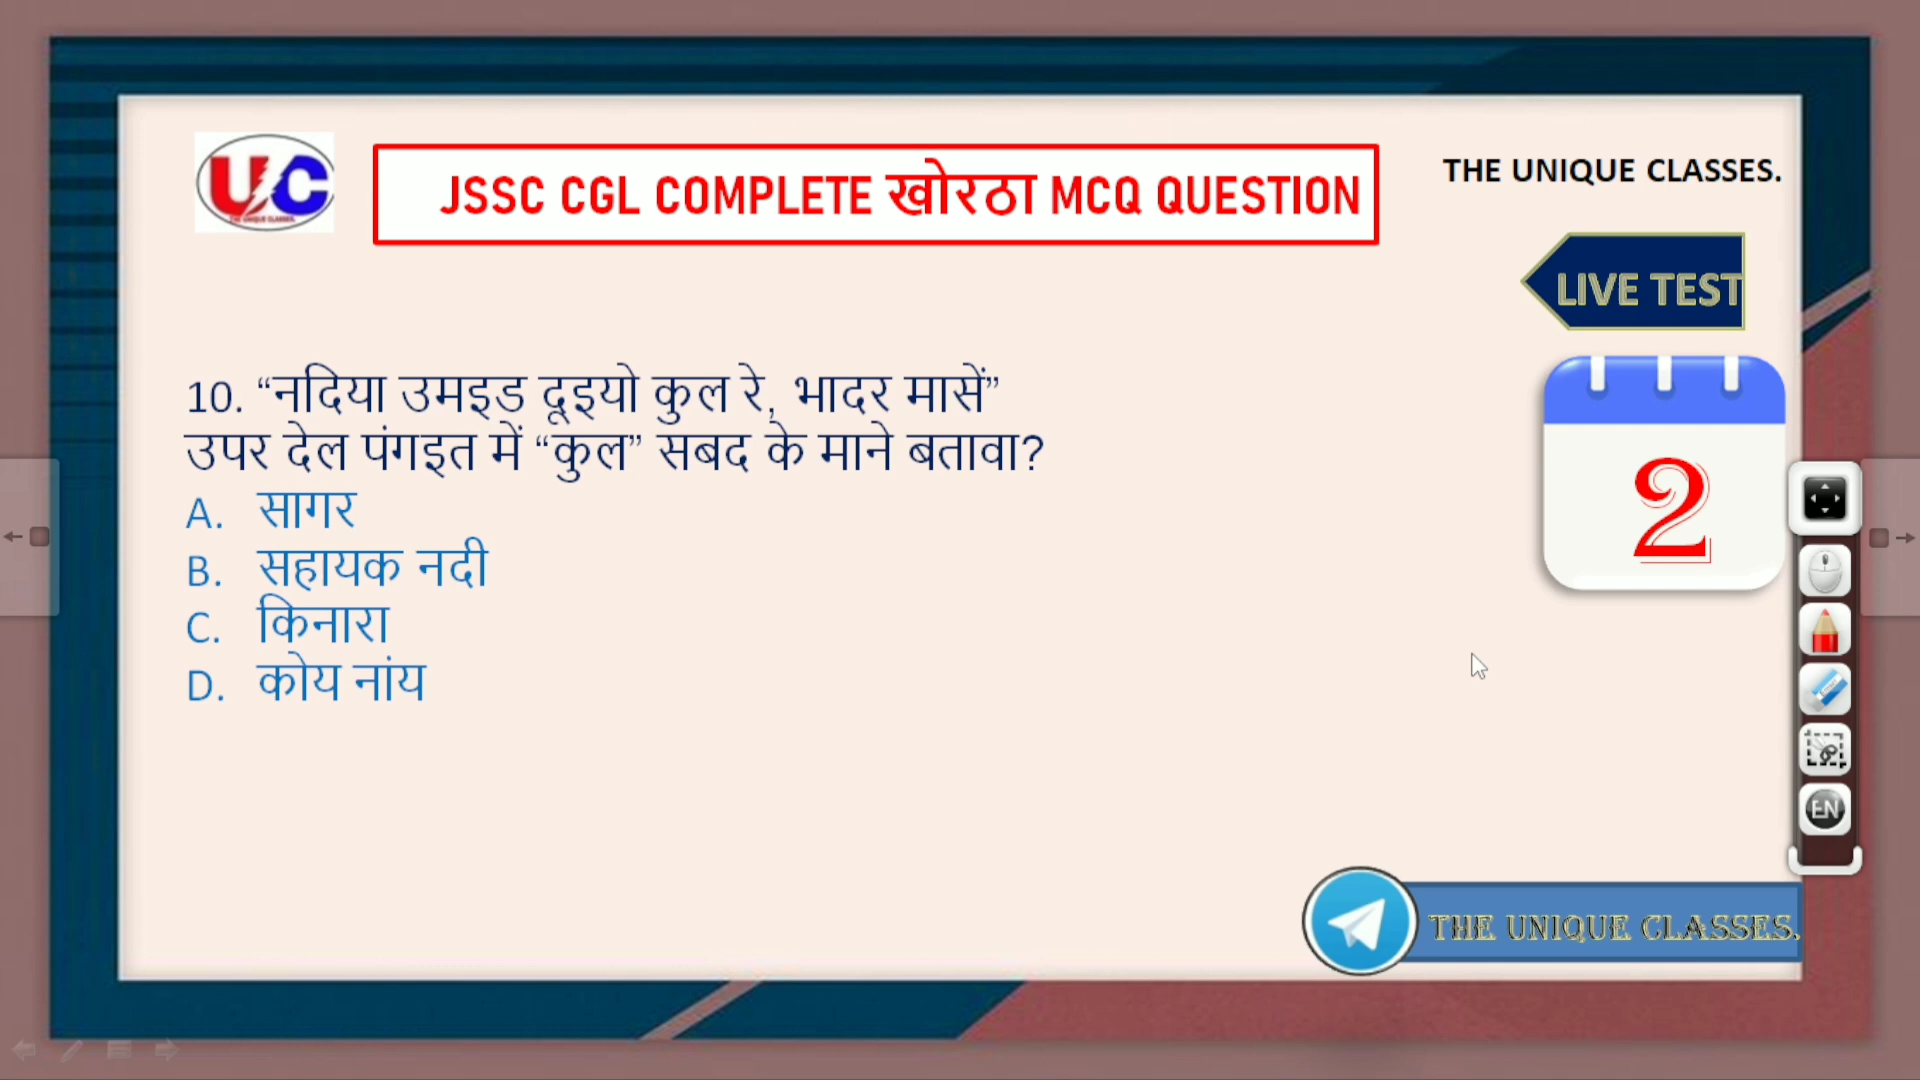 UC
JSSC CGL COMPLETE खोरठा MCQ QUESTION
THE UNIQUE CLASSES.
LIVE TEST
10. “नदिया उमइड दूइयो कुल रे, भादर मासें”
उपर देल पंगइत में “कुल” सबद के माने बतावा?
A. सागर
B. सहायक नदी
C. किनारा
D. कोय नांय
2
EN
THE UNIQUE CLASSES.